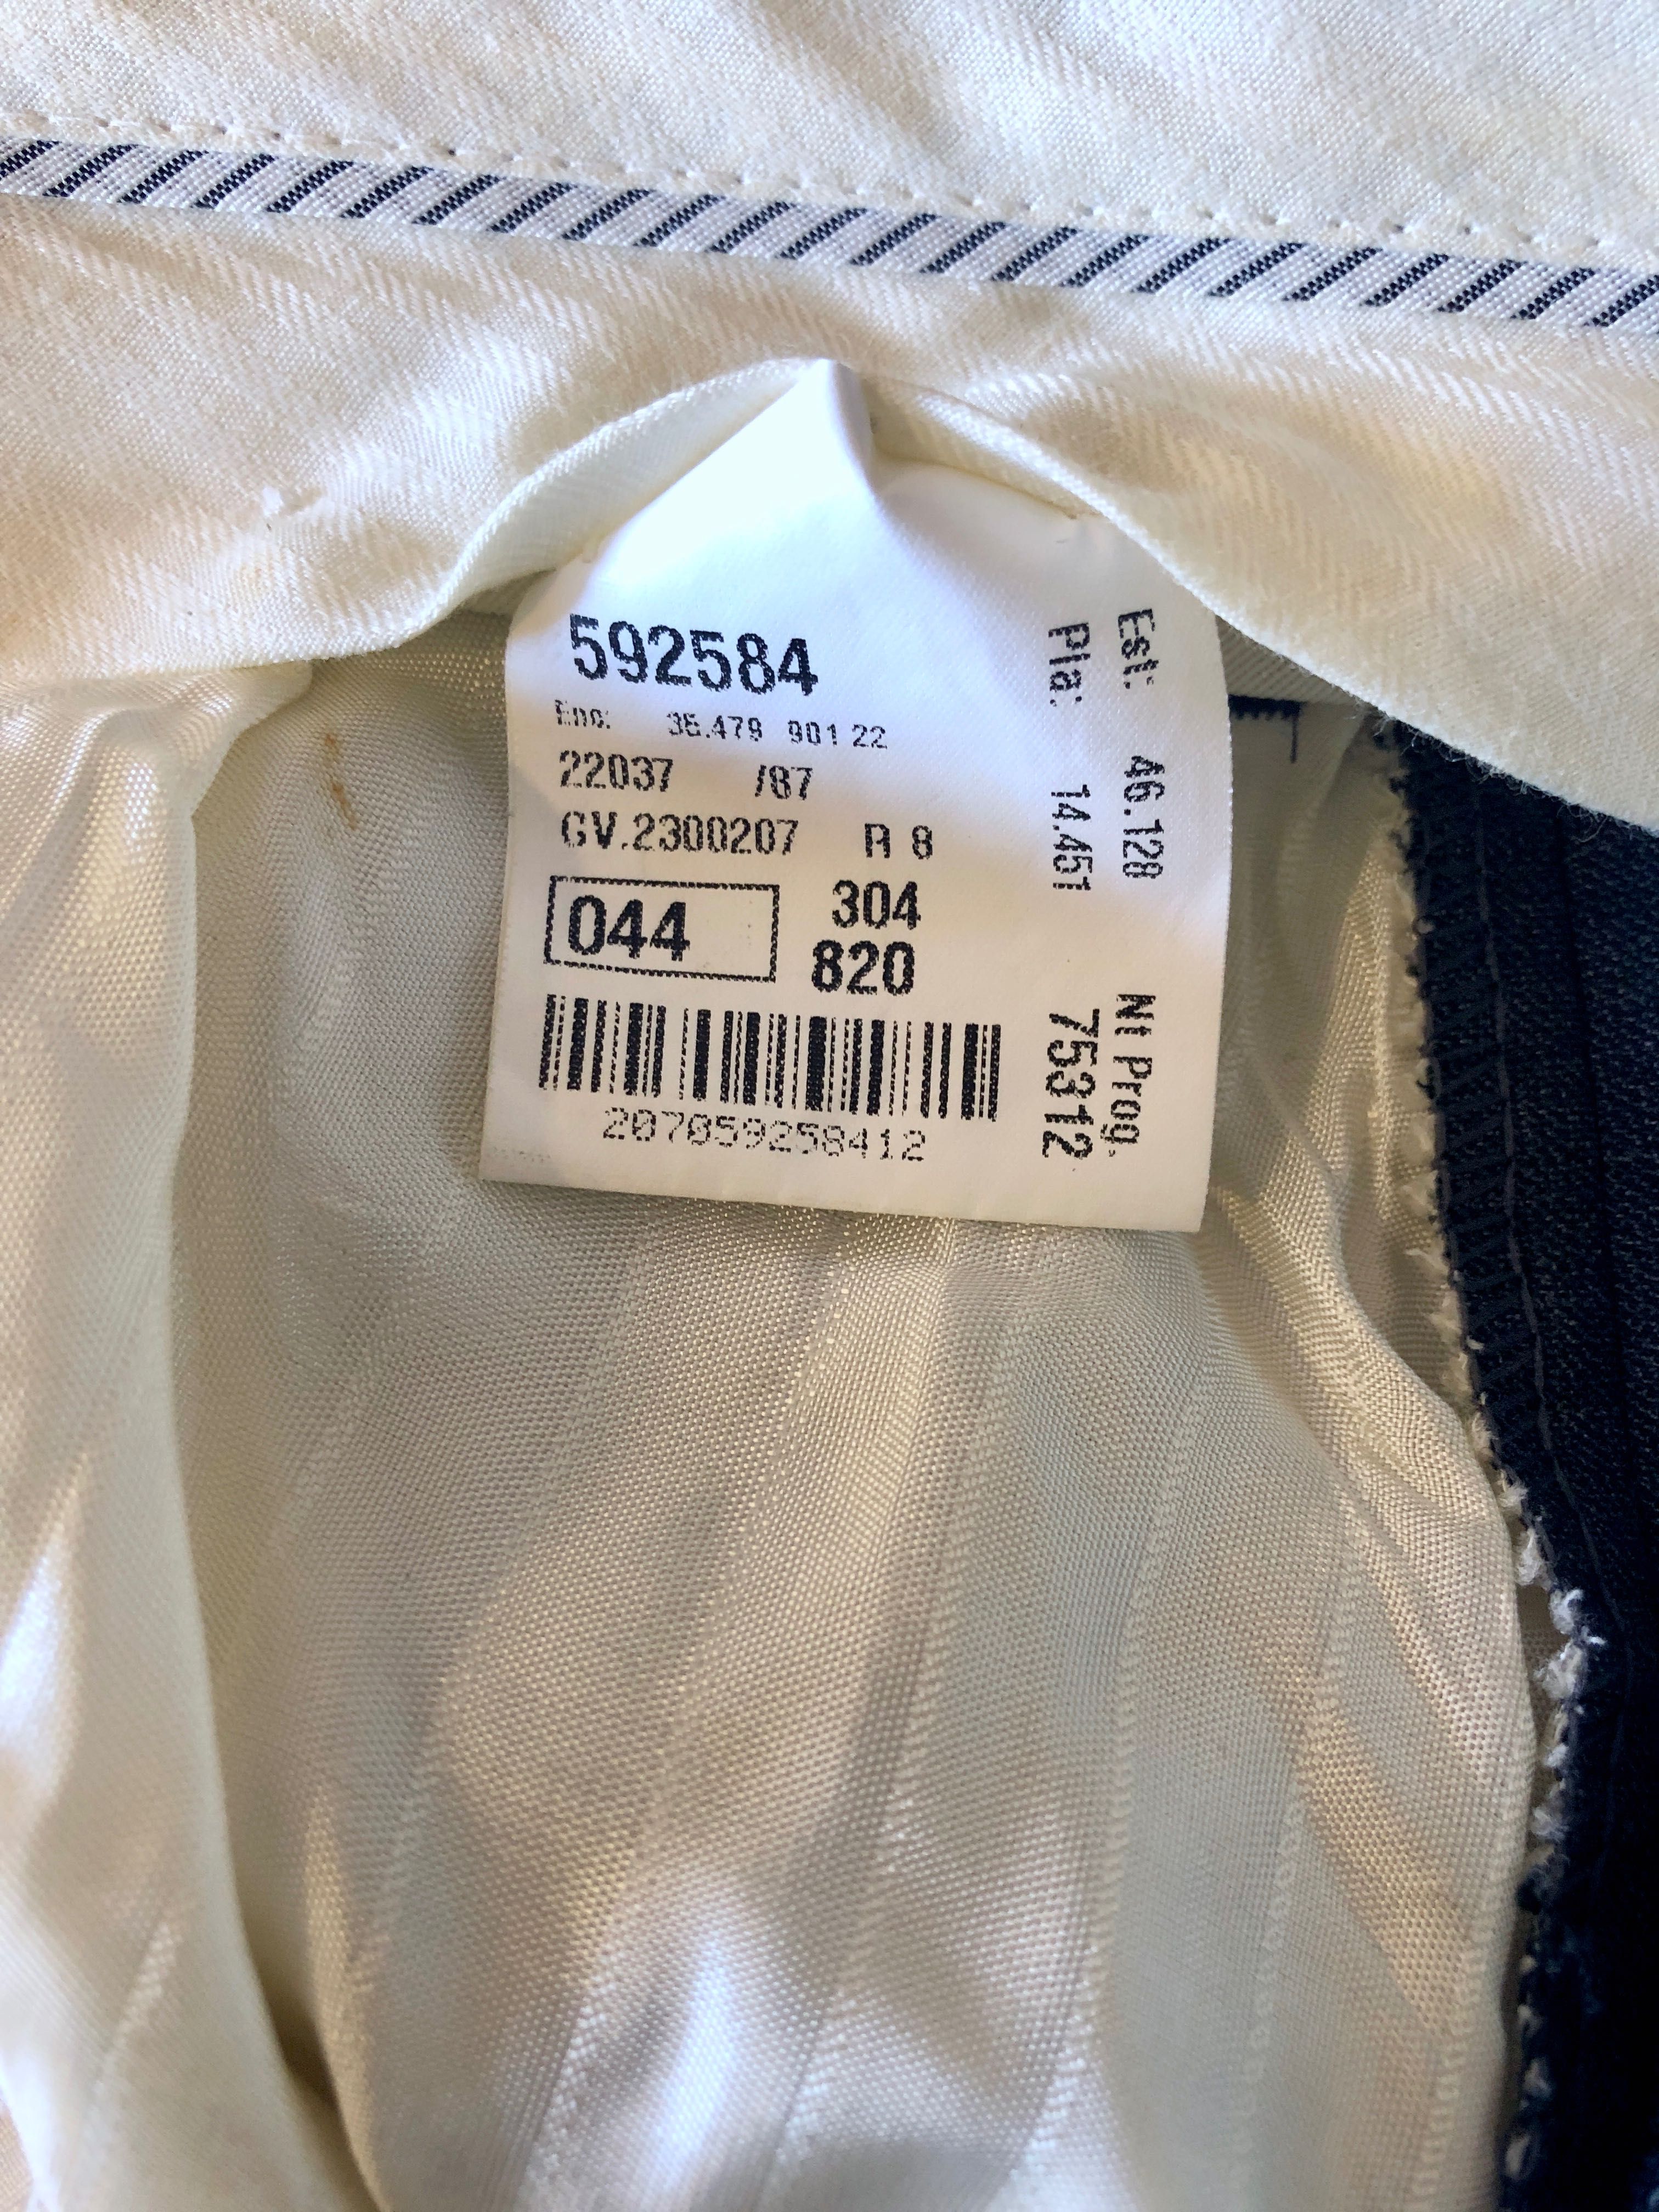 592584
Enc: 35.479 901 22
22037 /87
GV.2300207 R 8
044
304
820
207059258412
Est: 46.128
Pla: 14.451
Nt Prog.
75312